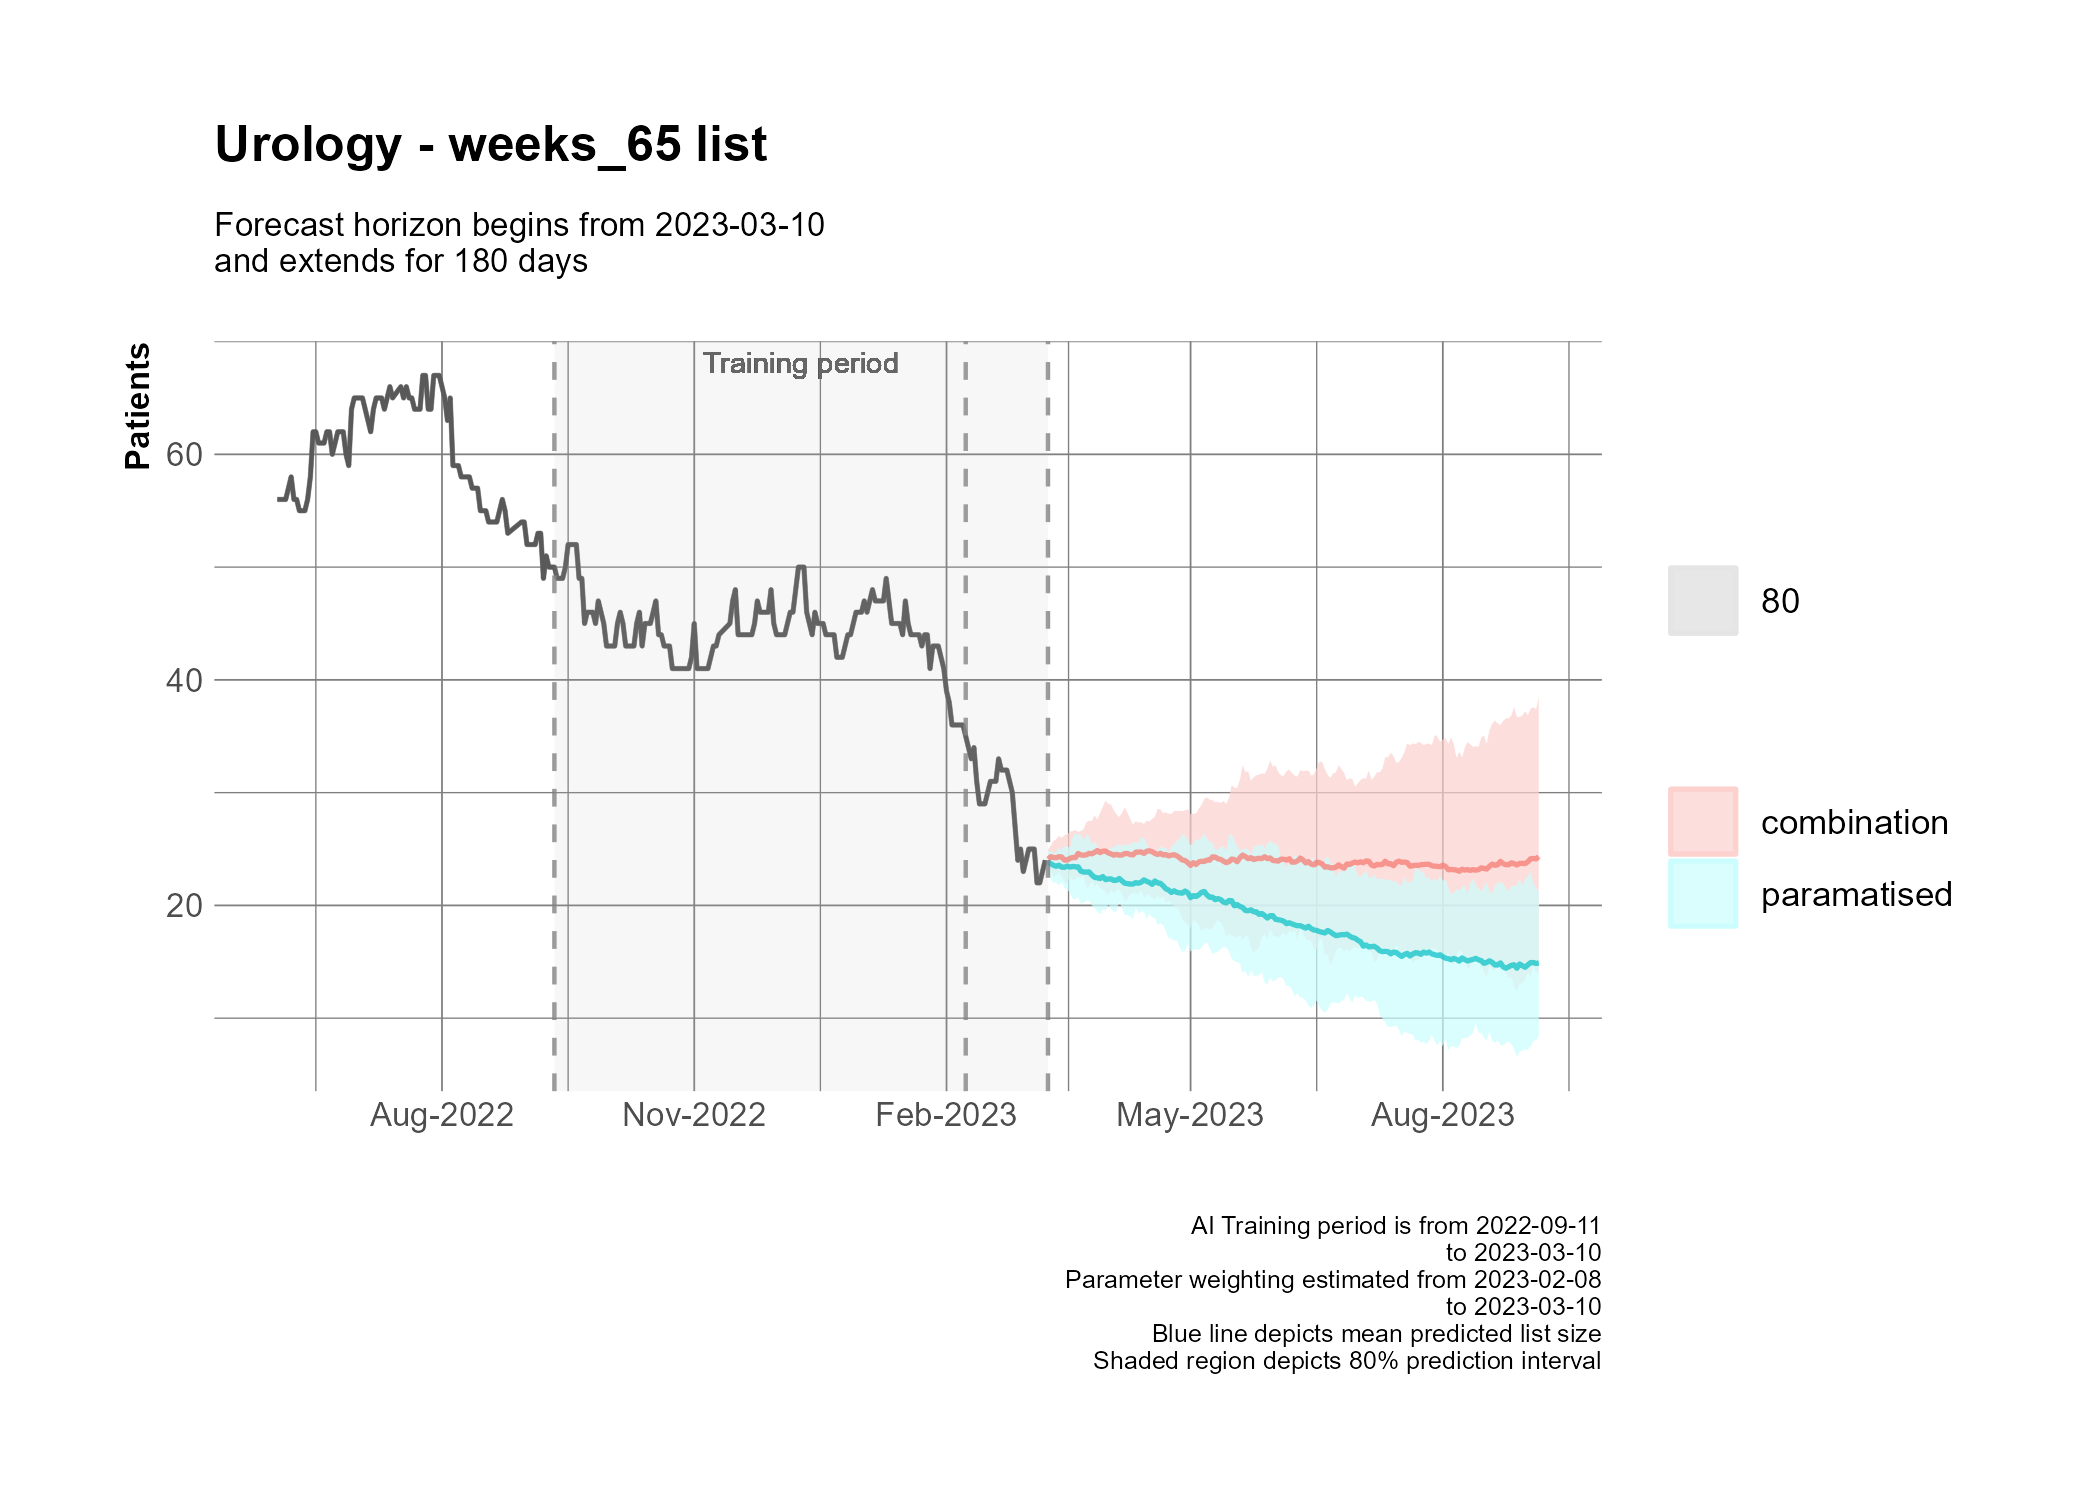 Urology - weeks_65 list
Forecast horizon begins from 2023-03-10
and extends for 180 days
Patients
Training period
60
40
20
Aug-2022
Nov-2022
Feb-2023
May-2023
Aug-2023
80
combination
paramatised
AI Training period is from 2022-09-11
to 2023-03-10
Parameter weighting estimated from 2023-02-08
to 2023-03-10
Blue line depicts mean predicted list size
Shaded region depicts 80% prediction interval